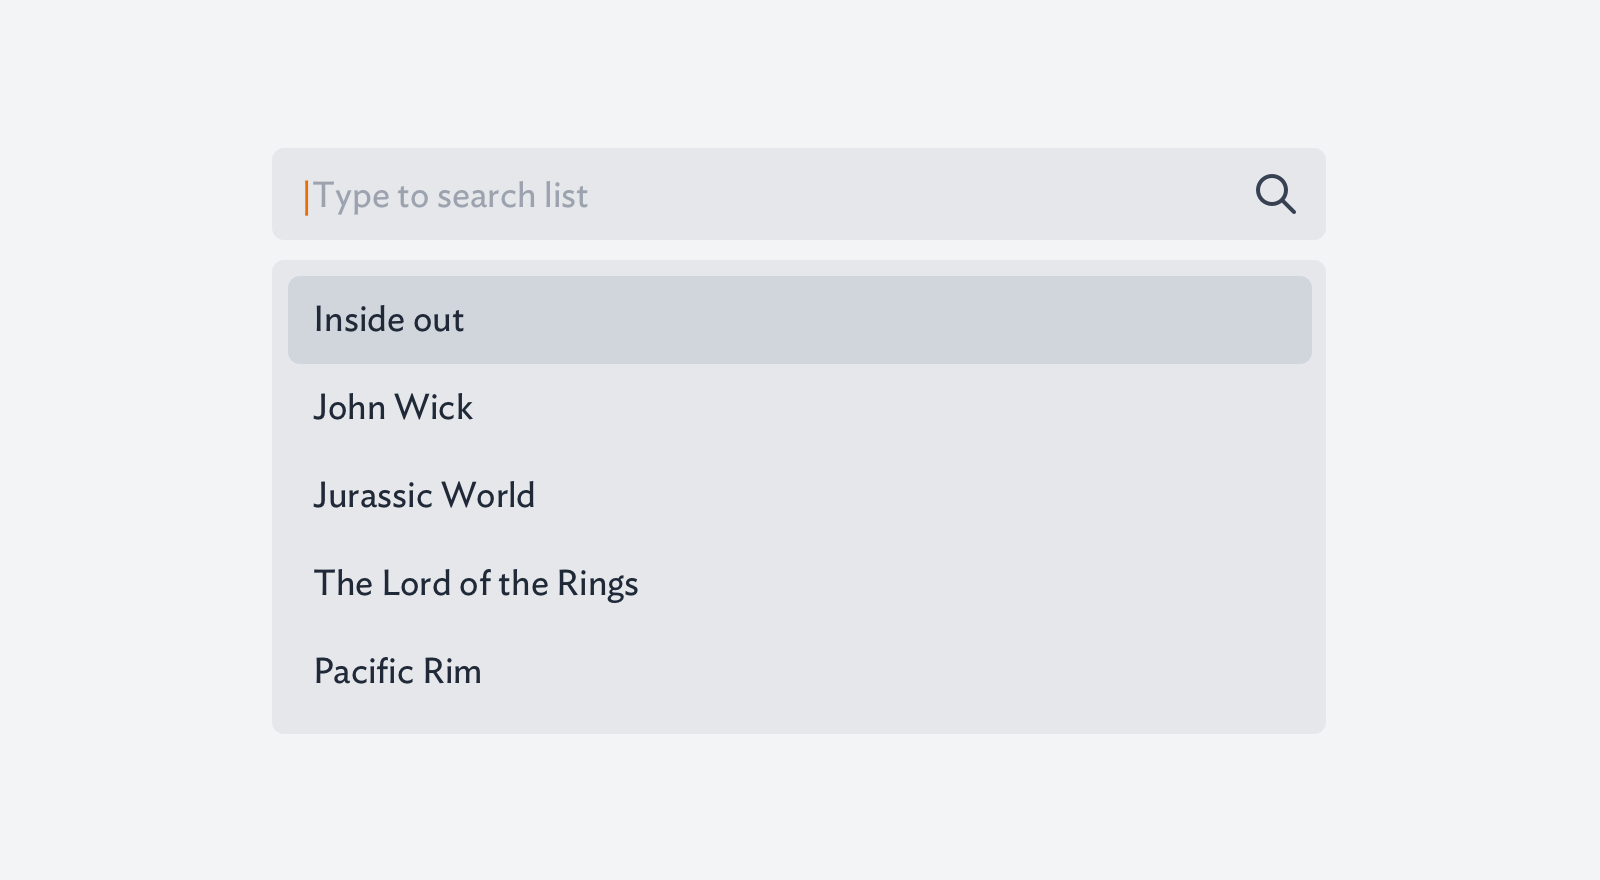 Type to search list
Inside out
John Wick
Jurassic World
The Lord of the Rings
Pacific Rim